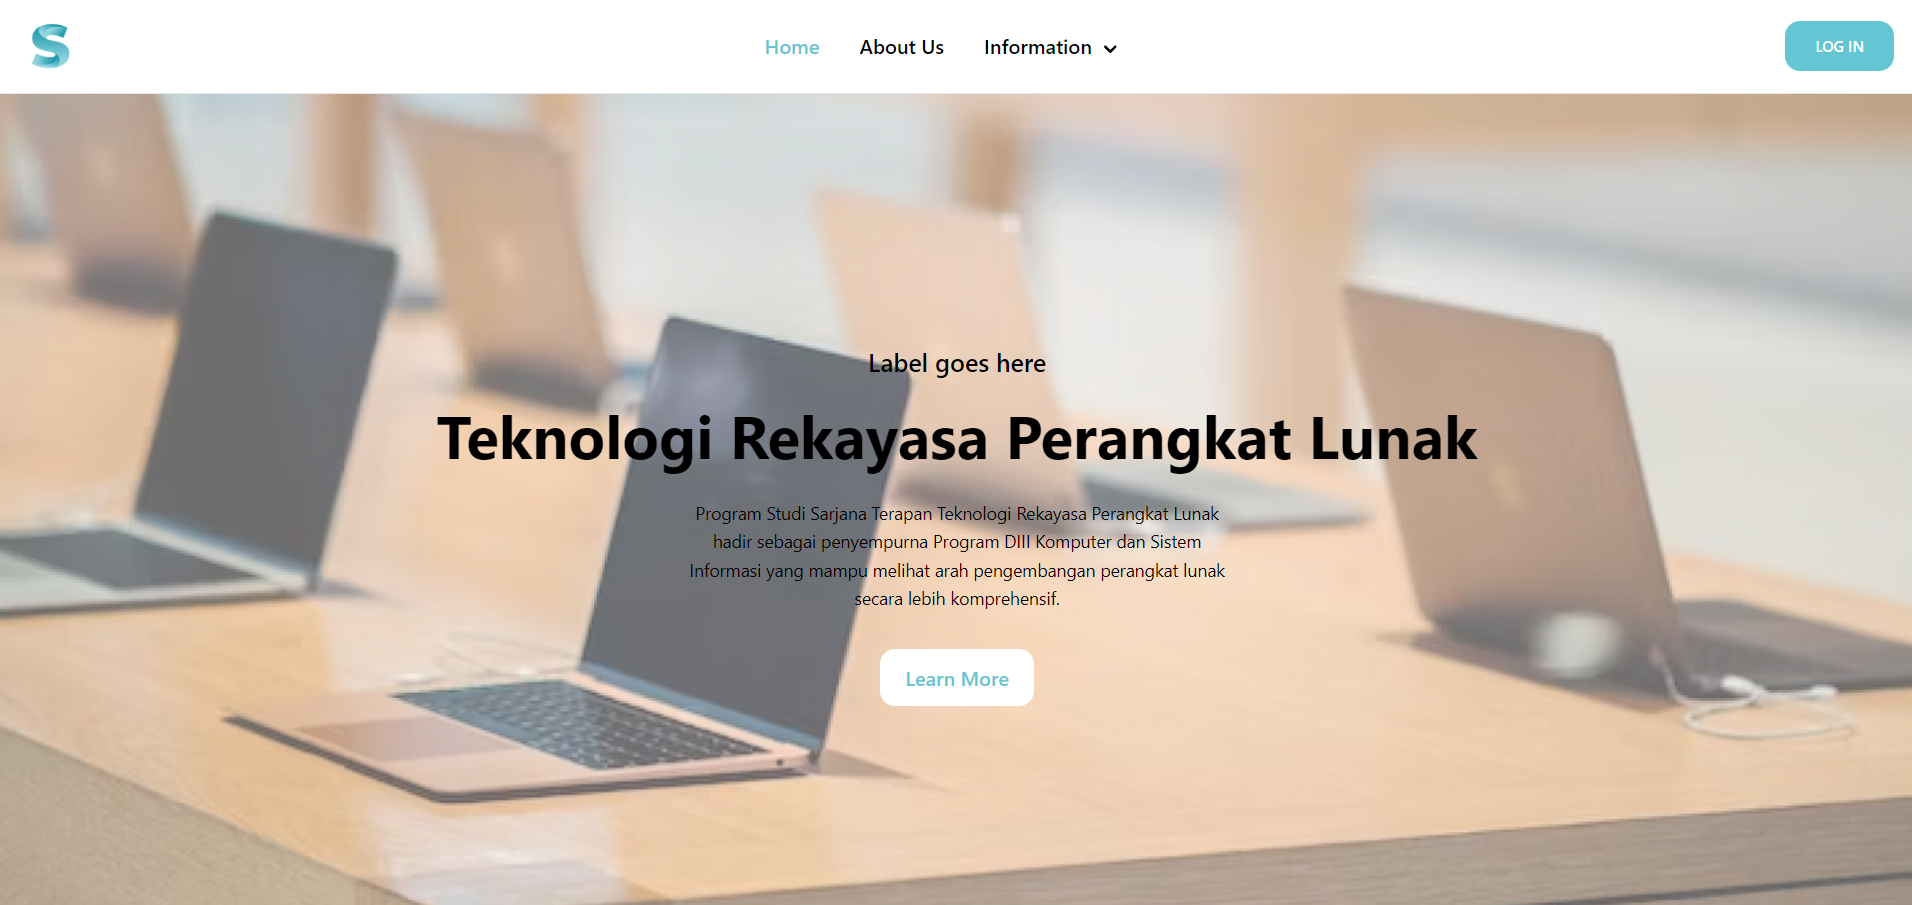 S
Home
About Us
Information
LOG IN
Label goes here
Teknologi Rekayasa Perangkat Lunak
Program Studi Sarjana Terapan Teknologi Rekayasa Perangkat Lunak
hadir sebagai penyempurna Program DIII Komputer dan Sistem
Informasi yang mampu melihat arah pengembangan perangkat lunak
secara lebih komprehensif.
Learn More